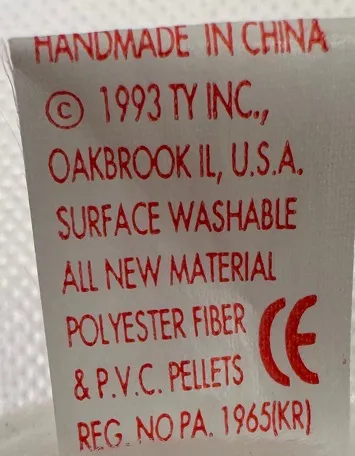 HANDMADE IN CHINA
© 1993 TY INC.,
OAKBROOK IL, U.S.A.
SURFACE WASHABLE
ALL NEW MATERIAL
POLYESTER FIBER
& P.V.C. PELLETS CE
REG. NO PA. 1965(KR)